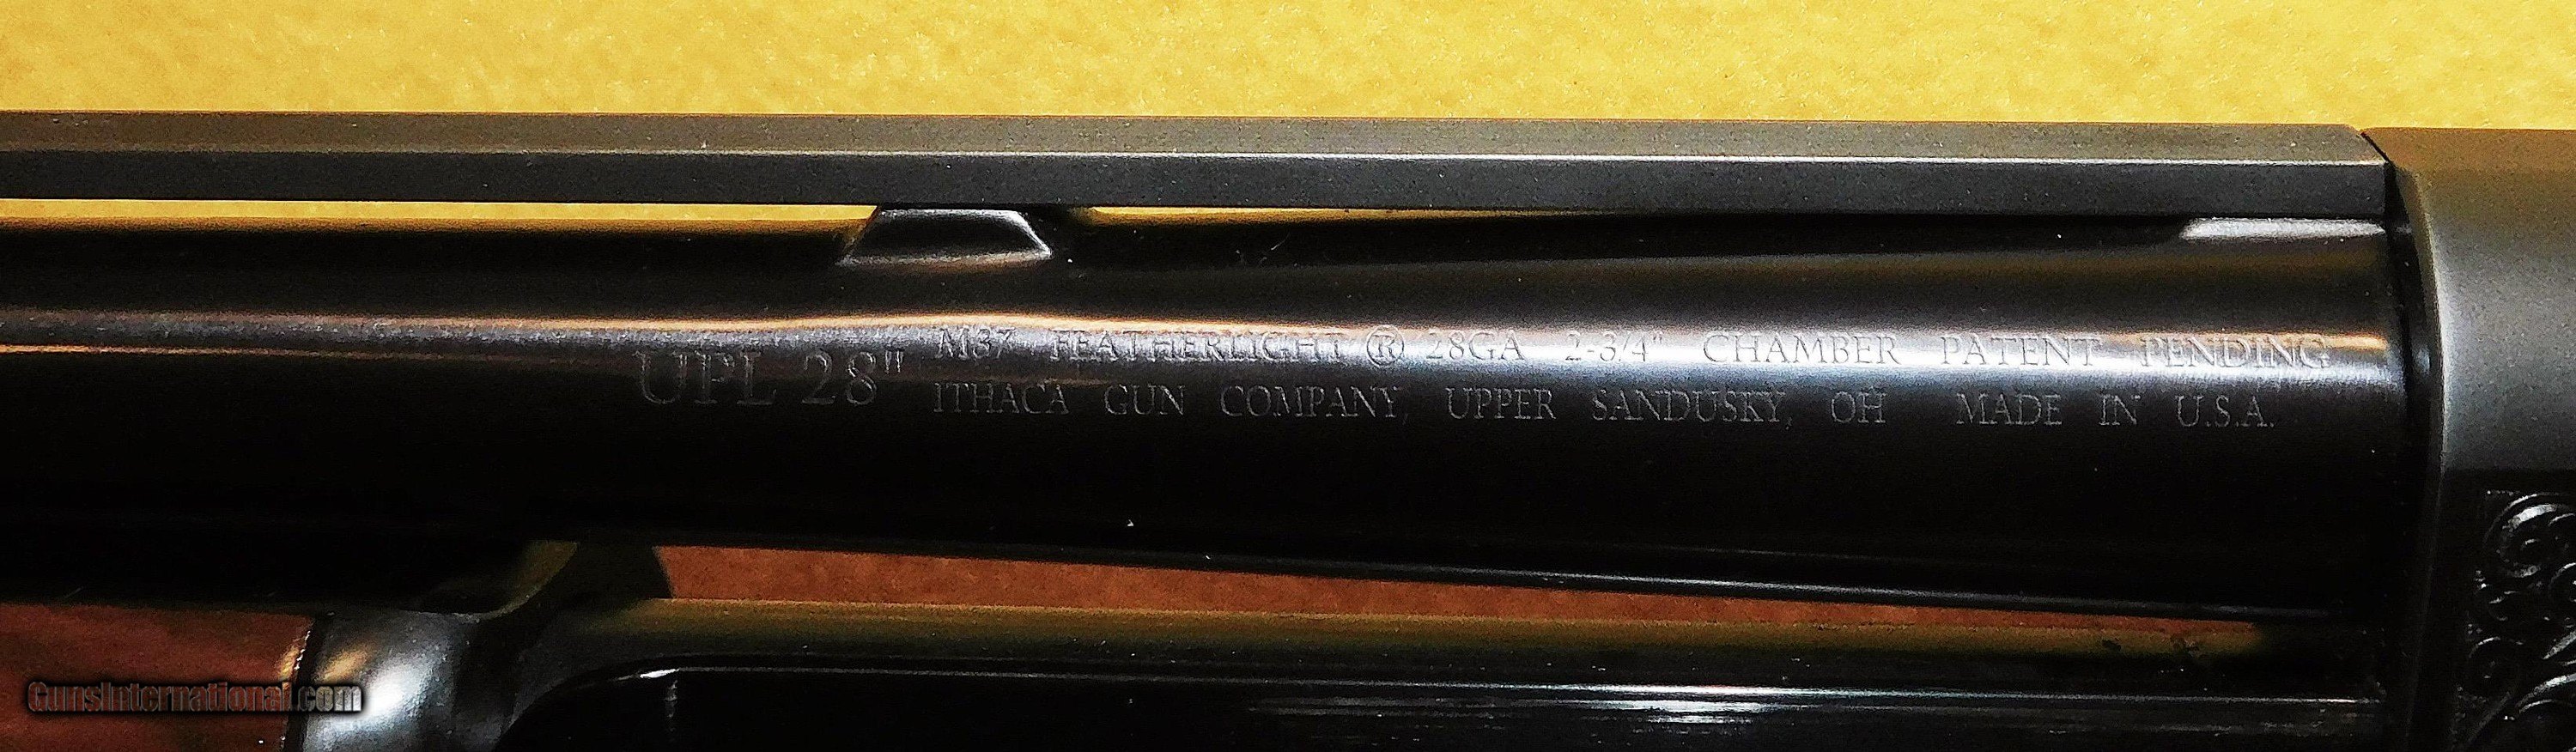 UPL 28"
M37 FEATHERLIGHT ® 28GA 2-3/4" CHAMBER PATENT PENDING
ITHACA GUN COMPANY, UPPER SANDUSKY, OH MADE IN U.S.A.
GunsInternational.com